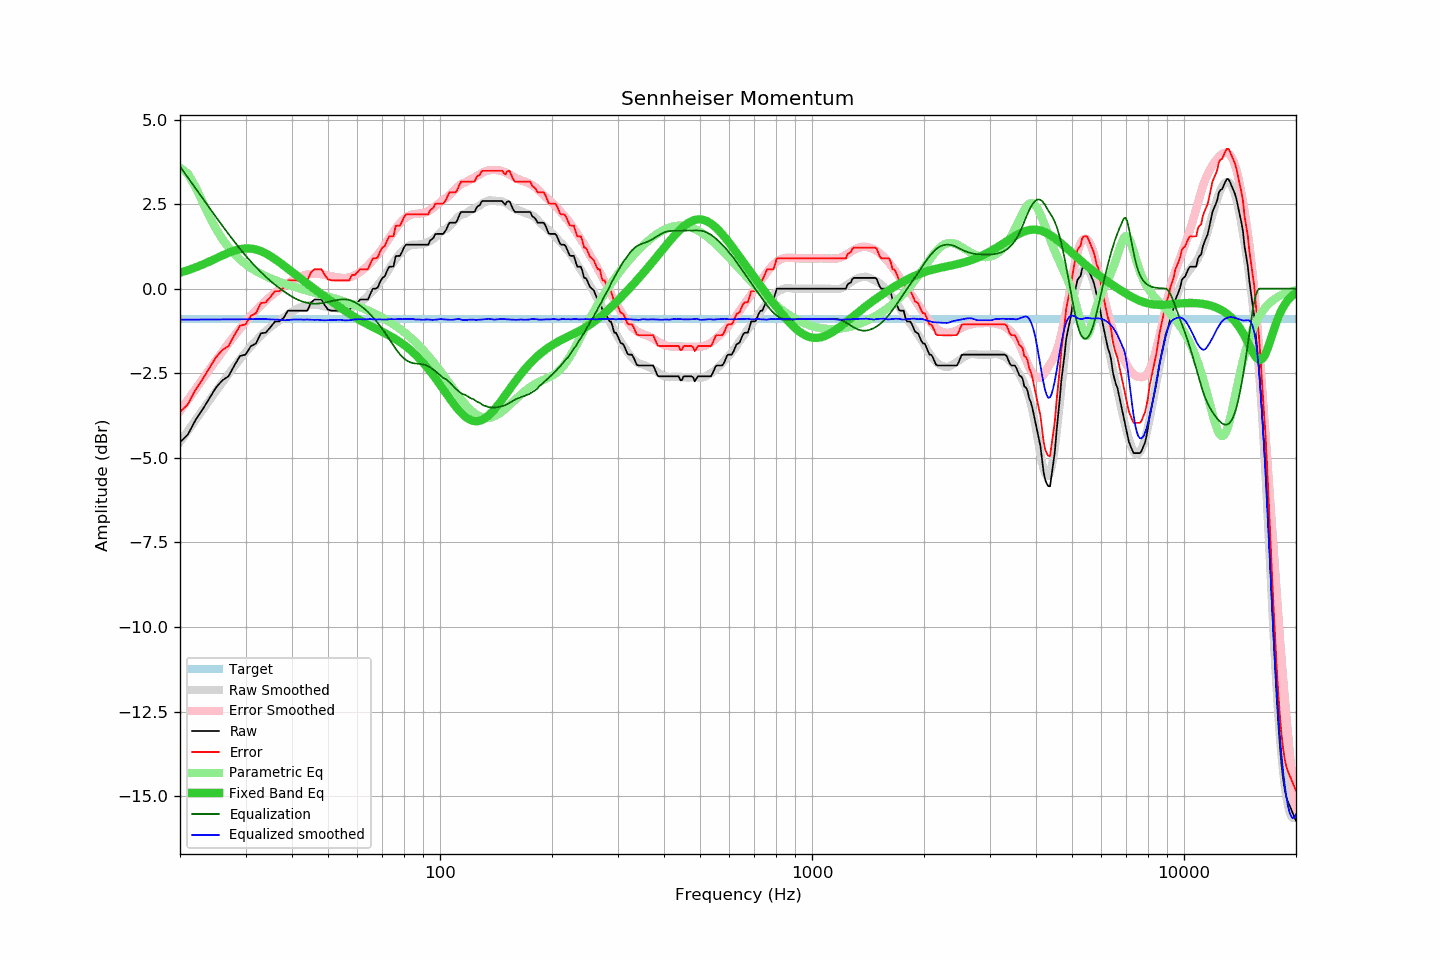 Sennheiser Momentum
5.0
2.5
0.0
−2.5
−5.0
−7.5
−10.0
−12.5
−15.0
Amplitude (dBr)
Target
Raw Smoothed
Error Smoothed
Raw
Error
Parametric Eq
Fixed Band Eq
Equalization
Equalized smoothed
100 1000 10000
Frequency (Hz)